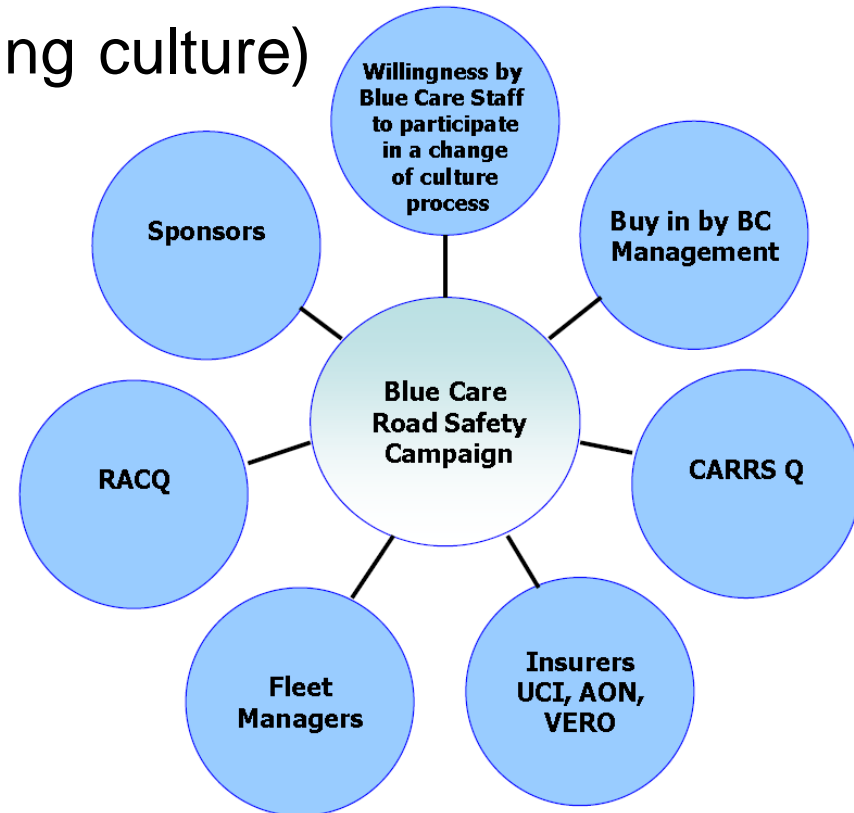 ng culture)
Willingness by
Blue Care Staff
to participate
in a change
of culture
process
Sponsors
Buy in by BC
Management
Blue Care
Road Safety
Campaign
RACQ
CARRS Q
Fleet
Managers
Insurers
UCI, AON,
VERO